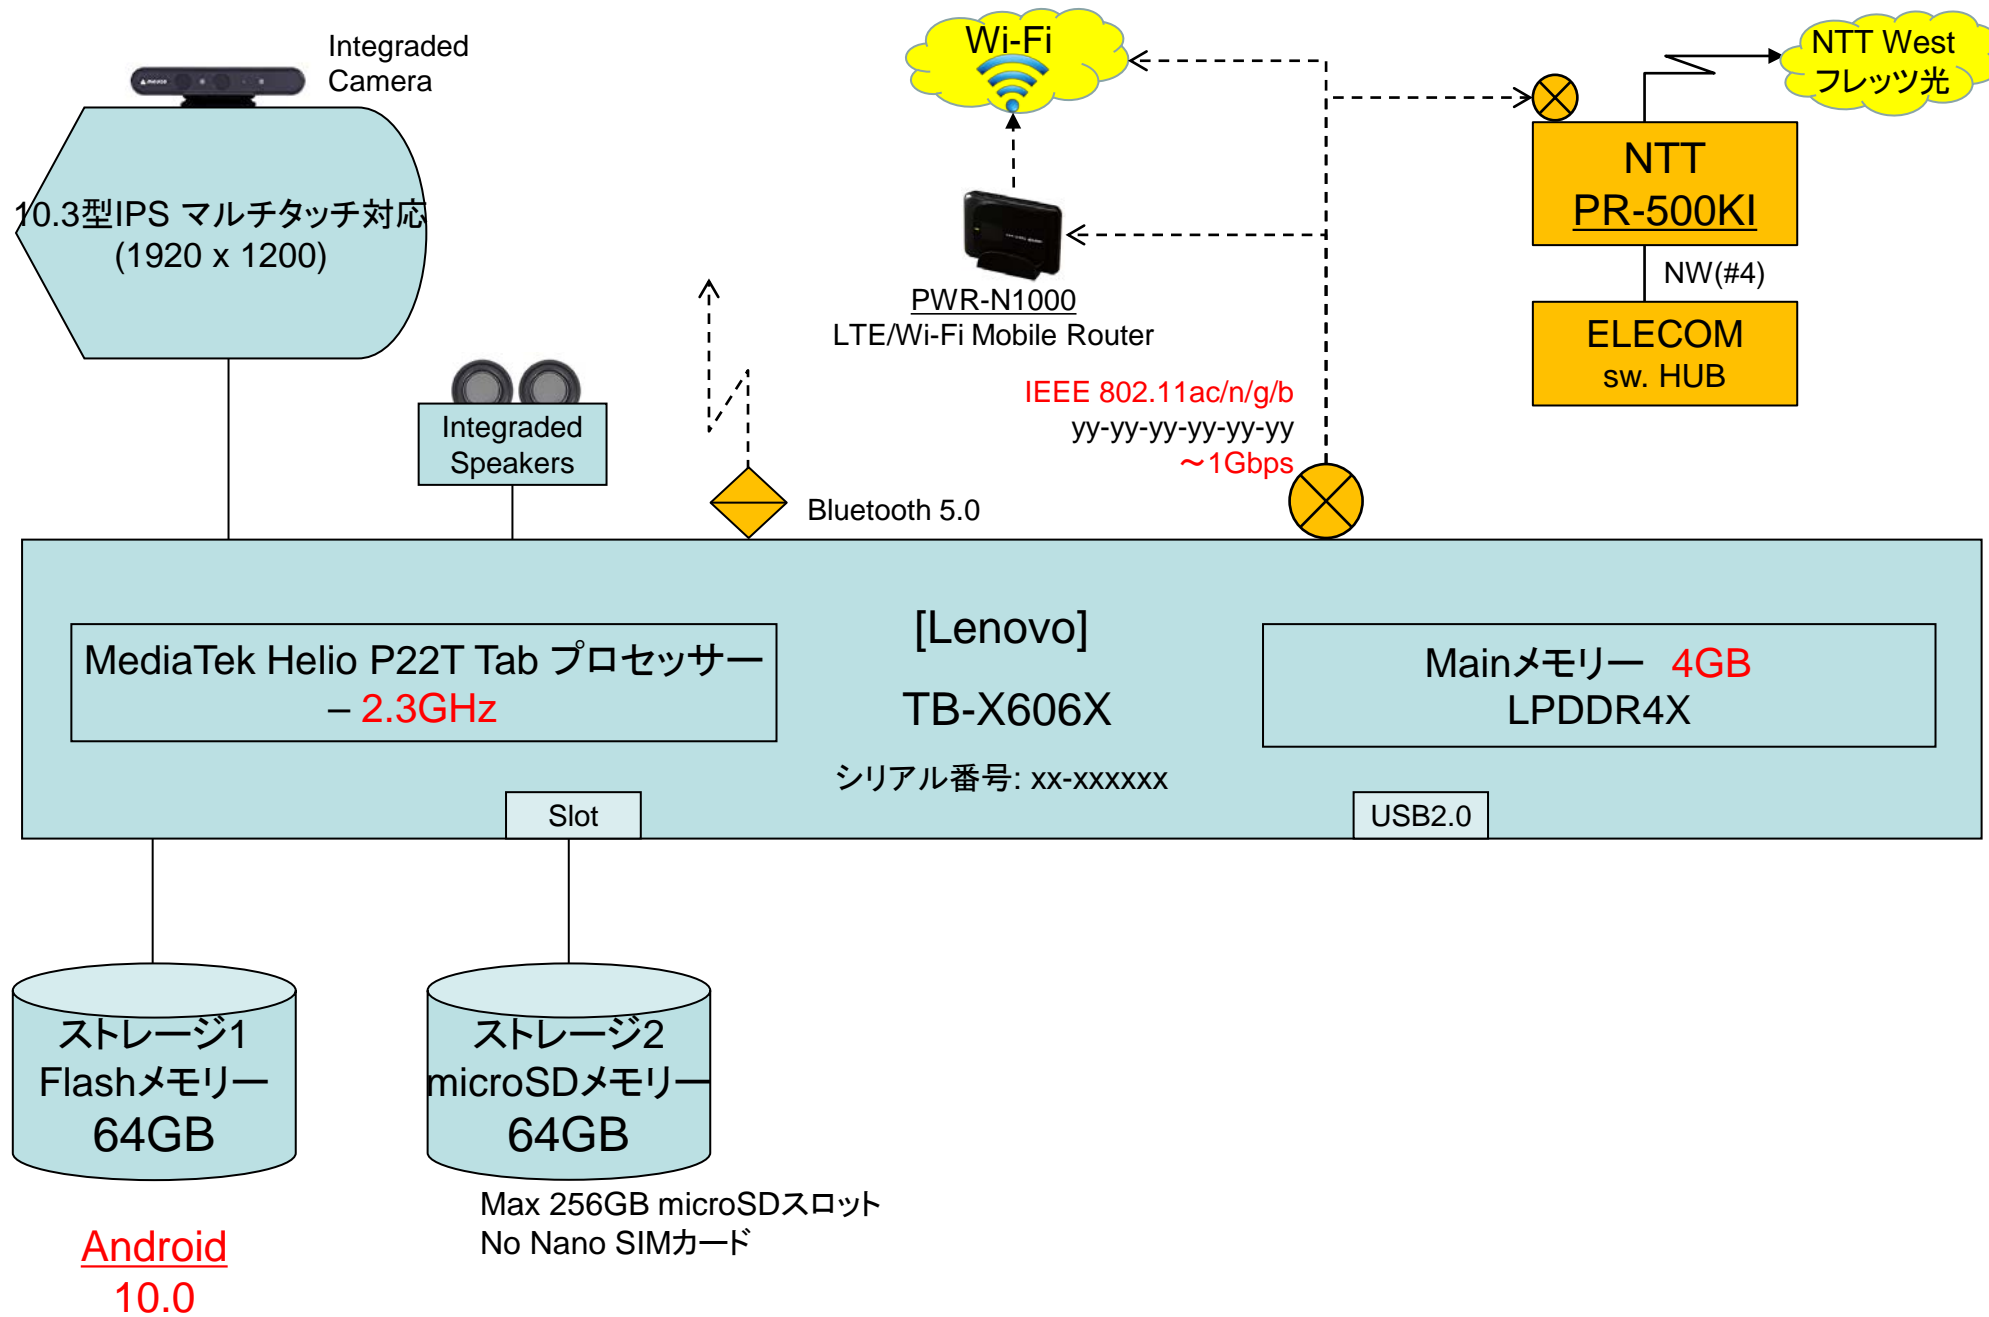 Integraded
Camera
Wi-Fi
NTT West
フレッツ光
10.3型IPS マルチタッチ対応
(1920 x 1200)
NTT
PR-500KI
NW(#4)
PWR-N1000
LTE/Wi-Fi Mobile Router
ELECOM
sw. HUB
IEEE 802.11ac/n/g/b
yy-yy-yy-yy-yy-yy
～1Gbps
Integraded
Speakers
Bluetooth 5.0
MediaTek Helio P22T Tab プロセッサー
– 2.3GHz
[Lenovo]
TB-X606X
シリアル番号: xx-xxxxxx
Mainメモリー 4GB
LPDDR4X
Slot
USB2.0
ストレージ1
Flashメモリー
64GB
ストレージ2
microSDメモリー
64GB
Max 256GB microSDスロット
No Nano SIMカード
Android
10.0